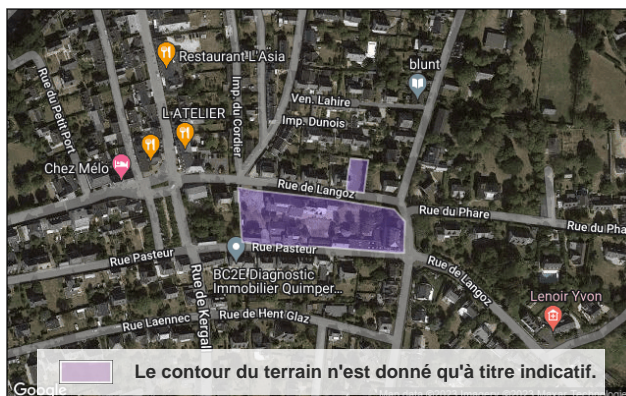 Restaurant L'Asia
blunt
Rue du Petit Port
Imp. du Cordier
Ven. Lahire
L'ATELIER
Imp. Dunois
Chez Mélo
Rue de Langoz
Rue du Phare
Rue du Pha
Rue Pasteur
Rue Pasteur
BC2E Diagnostic
Immobilier Quimper...
Rue de Kergall
Rue de Langoz
Lenoir Yvon
Rue Laennec
Rue de Hent Glaz
Le contour du terrain n'est donné qu'à titre indicatif.
Google